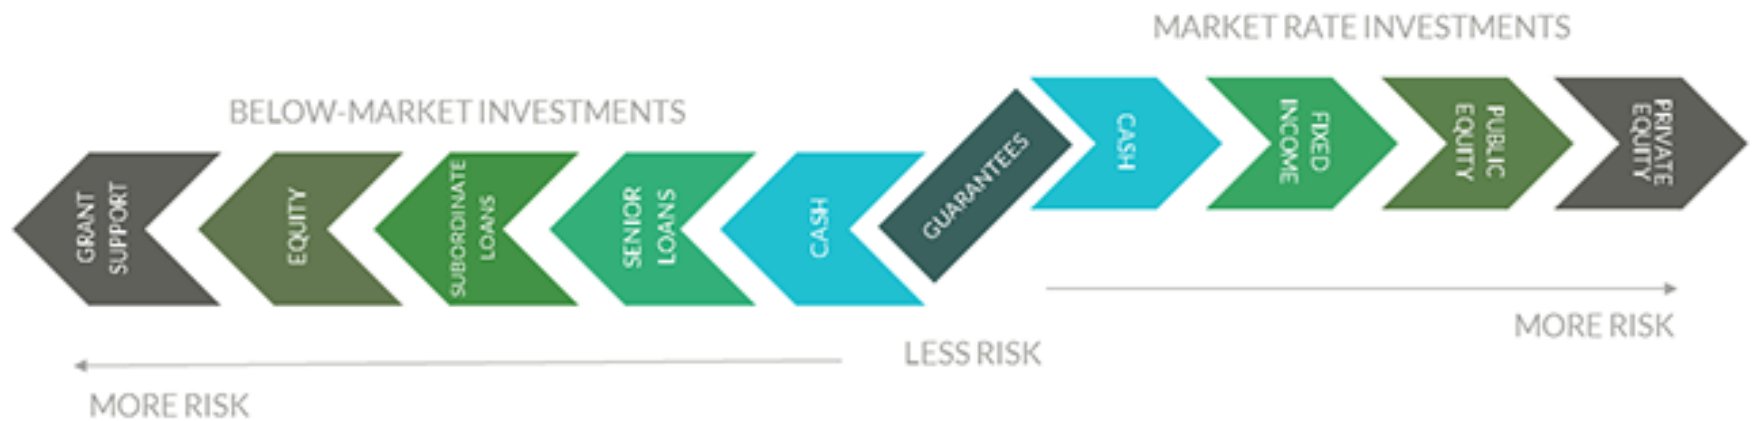 MARKET RATE INVESTMENTS
BELOW-MARKET INVESTMENTS
GRANT
SUPPORT
EQUITY
SUBORDINATE
LOANS
SENIOR
LOANS
CASH
GUARANTEES
CASH
FIXED
INCOME
PUBLIC
EQUITY
PRIVATE
EQUITY
MORE RISK
LESS RISK
MORE RISK